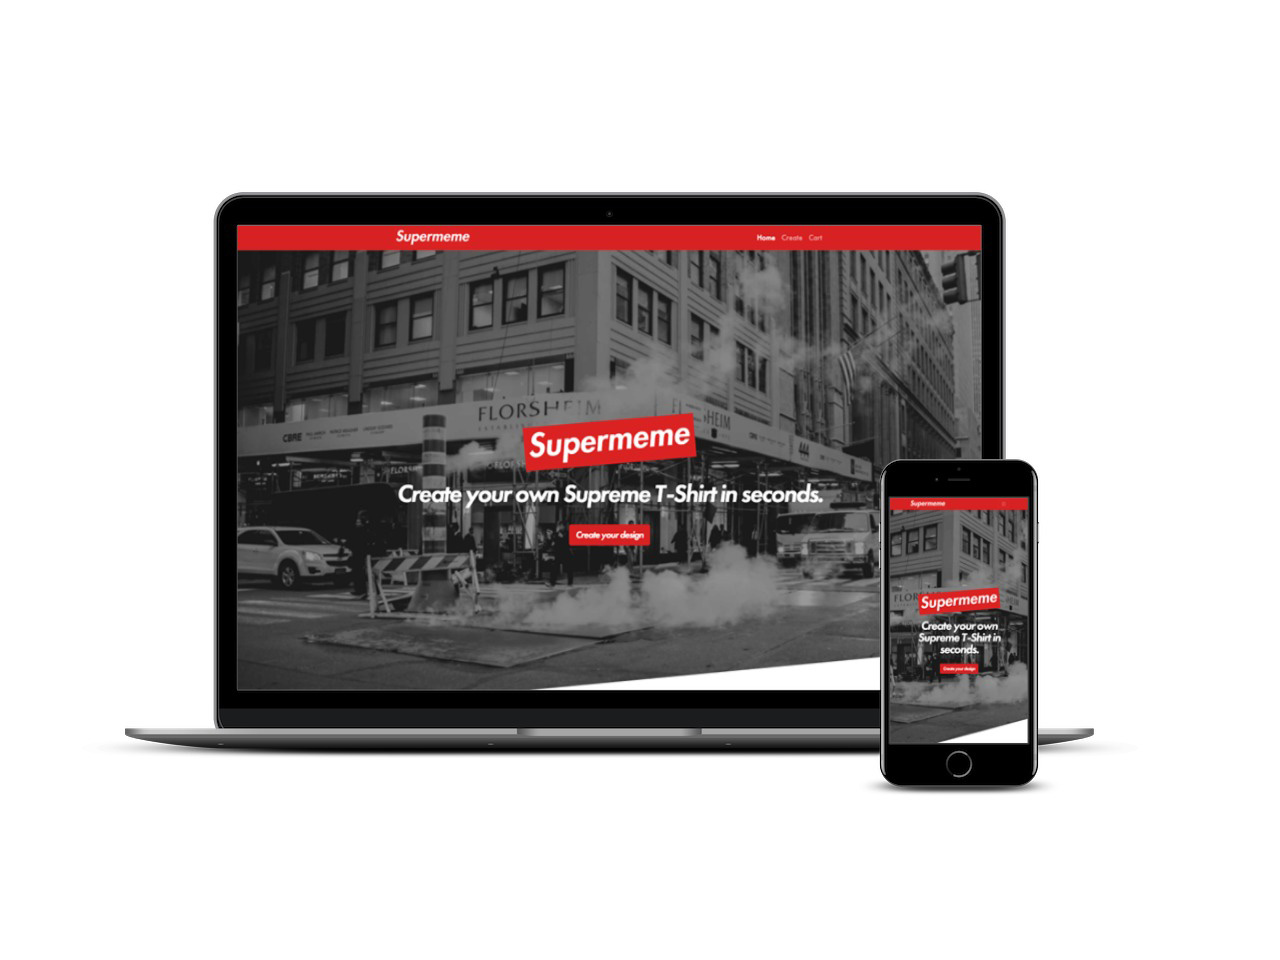 Supermeme
Home Create Cart
FLORSHEIM
FLORSHEIM
CBRE
444
Supermeme
Create your own Supreme T-Shirt in seconds.
Create your design
Supermeme
Supermeme
Create your own
Supreme T-Shirt in
seconds.
Create your design